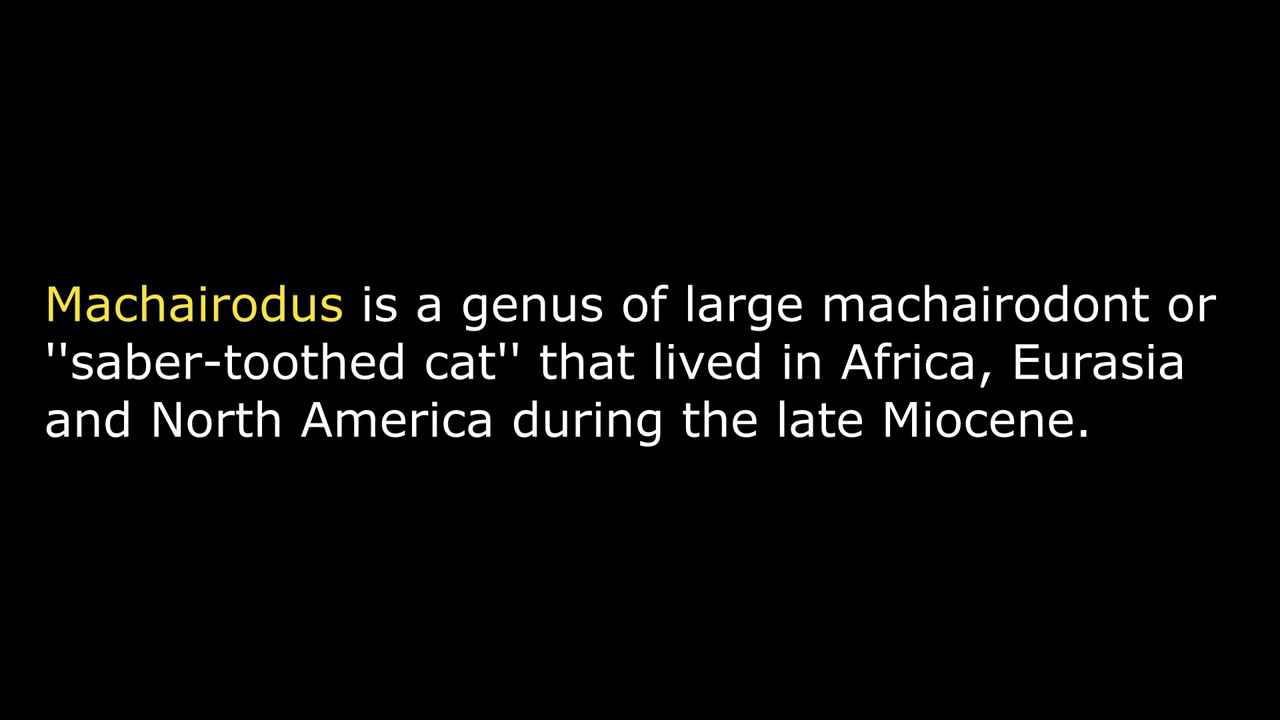 Machairodus is a genus of large machairodont or
''saber-toothed cat'' that lived in Africa, Eurasia
and North America during the late Miocene.